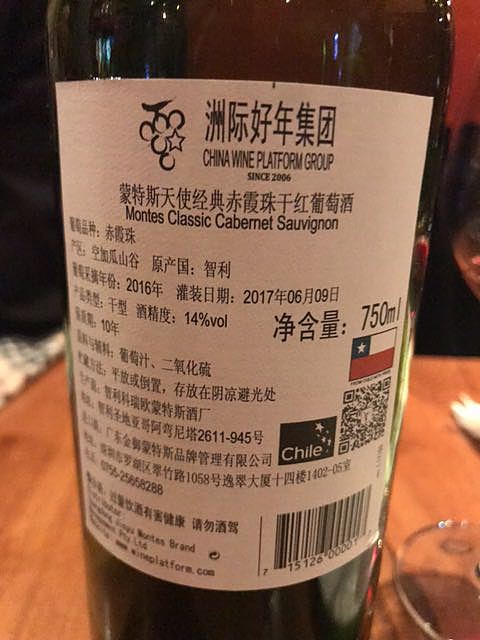 洲际好年集团
CHINA WINE PLATFORM GROUP
SINCE 2006
蒙特斯天使经典赤霞珠干红葡萄酒
Montes Classic Cabernet Sauvignon
葡萄品种：赤霞珠
产区：空加瓜山谷 原产国：智利
葡萄采摘年份：2016年 灌装日期：2017年06月09日
产品类型：干型 酒精度：14%vol
净含量：750ml
保质期：10年
原料与辅料：葡萄汁、二氧化硫
贮藏方法：平放或倒置，存放在阴凉避光处
生产商：智利科瑞欧蒙特斯酒厂
地址：智利圣地亚哥阿弯尼塔2611-945号
Chile
广东金御蒙特斯品牌管理有限公司
地址：深圳市罗湖区翠竹路1058号逸翠大厦十四楼1402-05室
电话：0755-25658288
过量饮酒有害健康 请勿酒驾
Montes Brand
Pty.Ltd
www.wineplatform.com
7 15126 00001